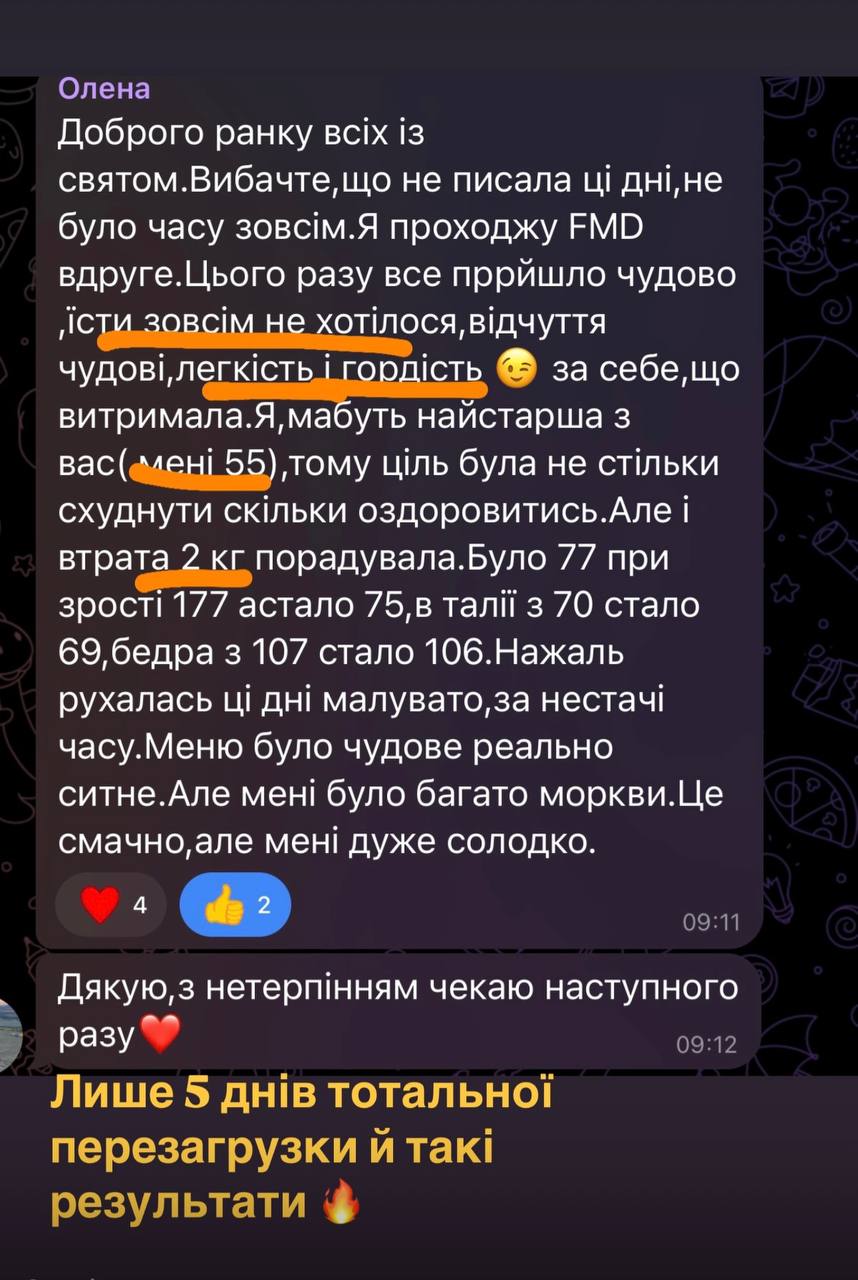 Олена
Доброго ранку всіх із
святом.Вибачте,що не писала ці дні,не
було часу зовсім.Я проходжу FMD
вдруге.Цього разу все пррйшло чудово
,їсти зовсім не хотілося,відчуття
чудові,легкість і гордість 😉 за себе,що
витримала.Я,мабуть найстарша з
вас( мені 55),тому ціль була не стільки
схуднути скільки оздоровитись.Але і
втрата 2 кг порадувала.Було 77 при
зрості 177 астало 75,в талії з 70 стало
69,бедра з 107 стало 106.Нажаль
рухалась ці дні малувато,за нестачі
часу.Меню було чудове реально
ситне.Але мені було багато моркви.Це
смачно,але мені дуже солодко.
❤️ 4 👍 2 09:11
Дякую,з нетерпінням чекаю наступного
разу❤️ 09:12
Лише 5 днів тотальної
перезагрузки й такі
результати 🔥